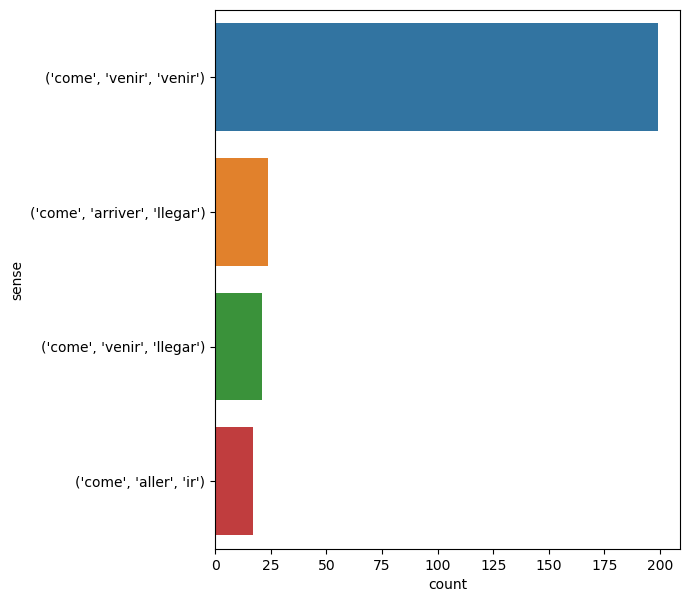 ('come', 'venir', 'venir')
('come', 'arriver', 'llegar')
('come', 'venir', 'llegar')
('come', 'aller', 'ir')
sense
0 25 50 75 100 125 150 175 200
count